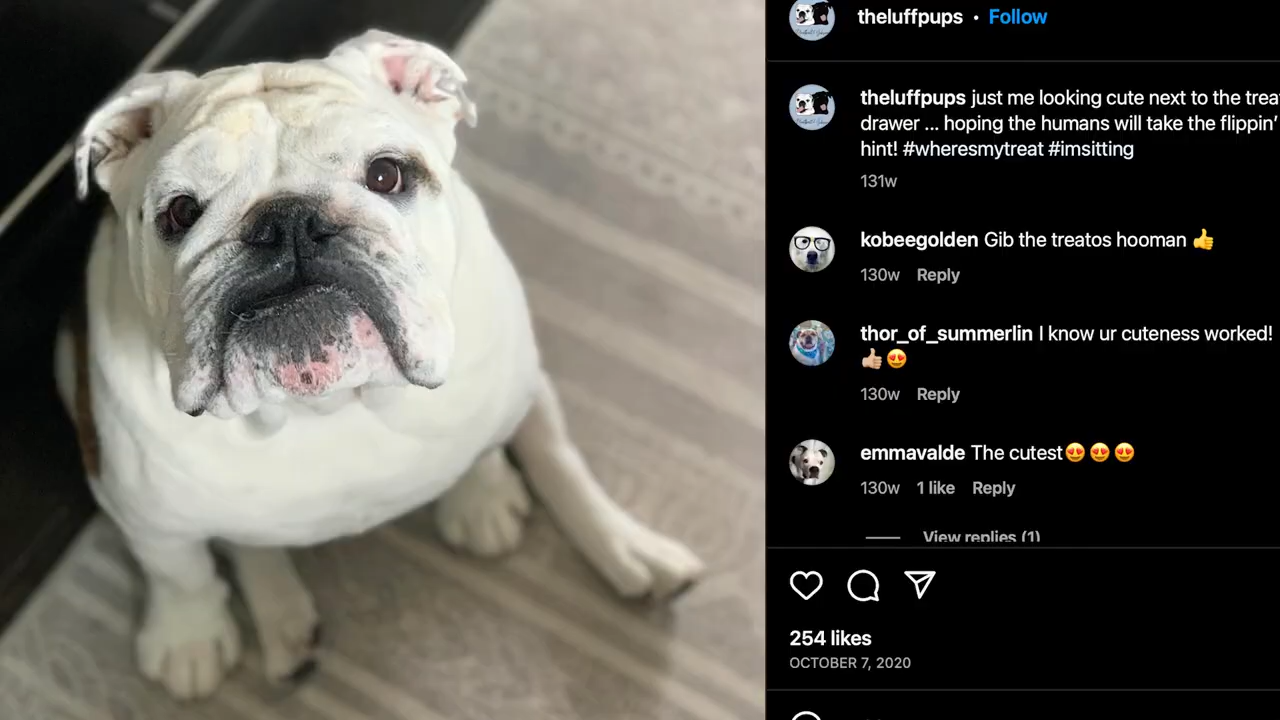 theluffpups • Follow
theluffpups just me looking cute next to the
drawer ... hoping the humans will take the flippin'
hint! #wheresmytreat #imsitting
131w
kobeegolden Gib the treatos hooman 👍
130w Reply
thor_of_summerlin I know ur cuteness worked!
👍🏼😍
130w Reply
emmavalde The cutest😍😍😍
130w 1 like Reply
View replies (1)
254 likes
OCTOBER 7, 2020